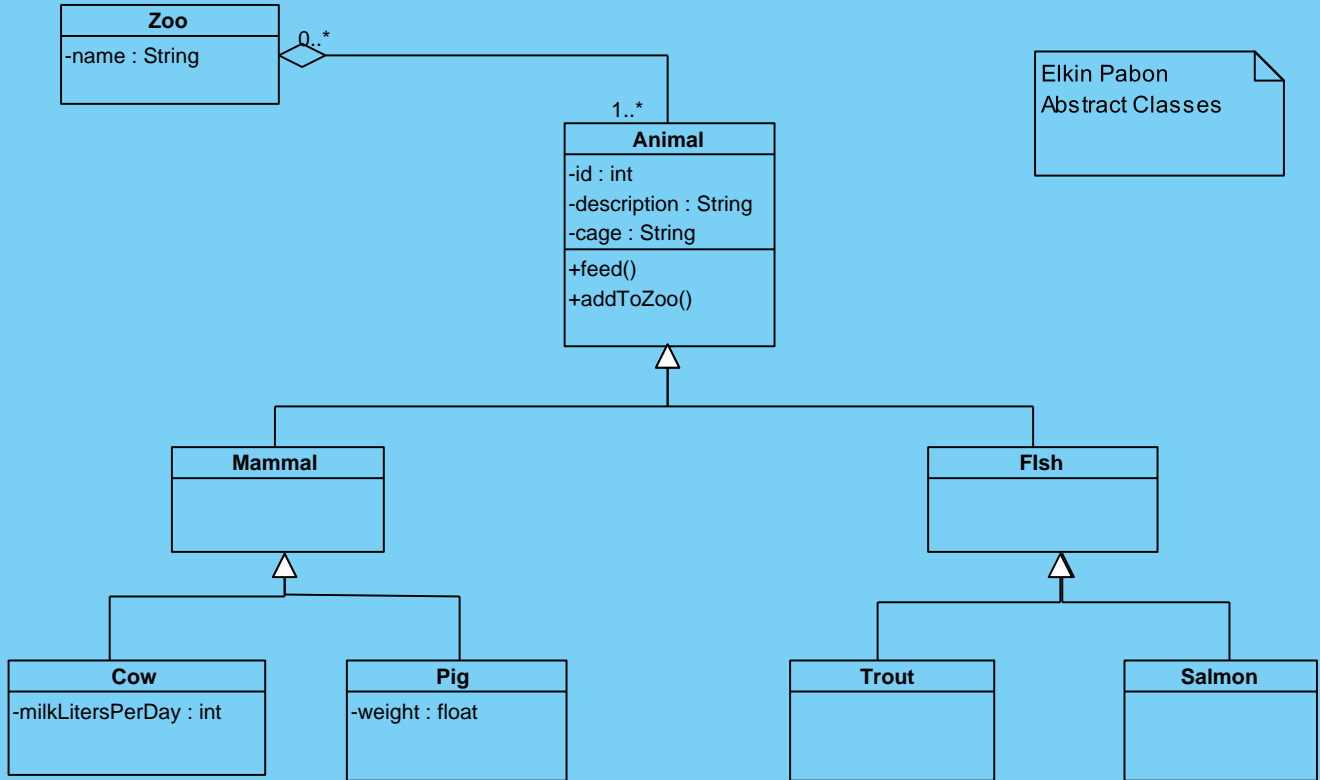 Zoo
-name : String
0..*
Elkin Pabon
Abstract Classes
1..*
Animal
-id : int
-description : String
-cage : String
+feed()
+addToZoo()
Mammal
FIsh
Cow
-milkLitersPerDay : int
Pig
-weight : float
Trout
Salmon